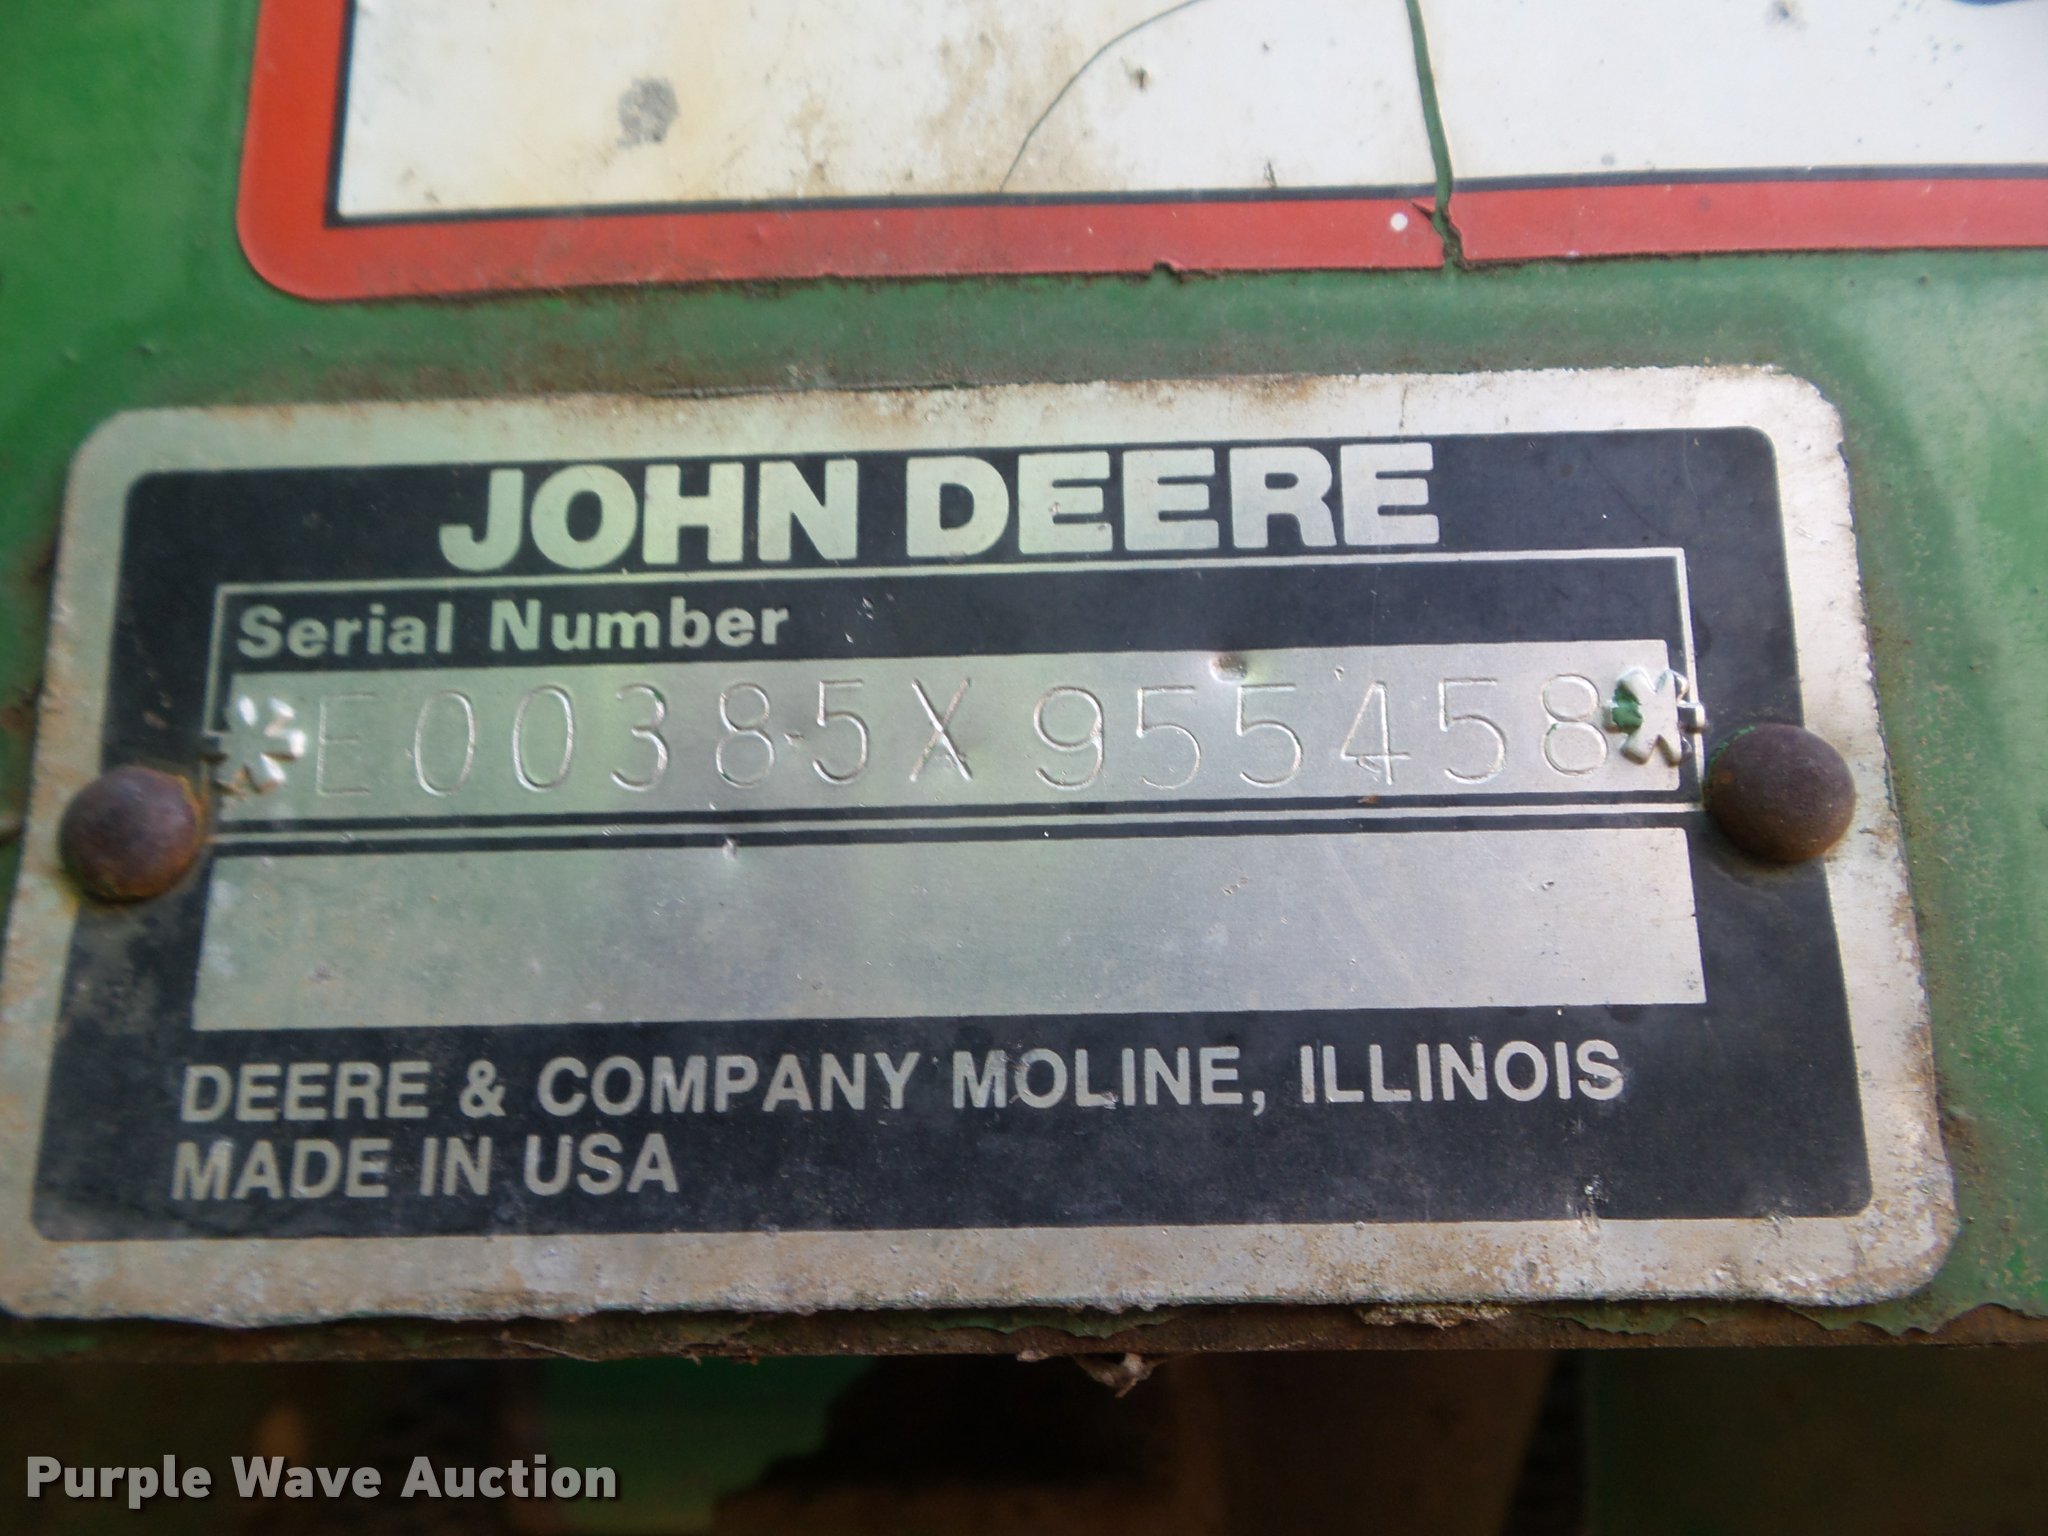 JOHN DEERE
Serial Number
*E00385X955458*
DEERE & COMPANY MOLINE, ILLINOIS
MADE IN USA
Purple Wave Auction